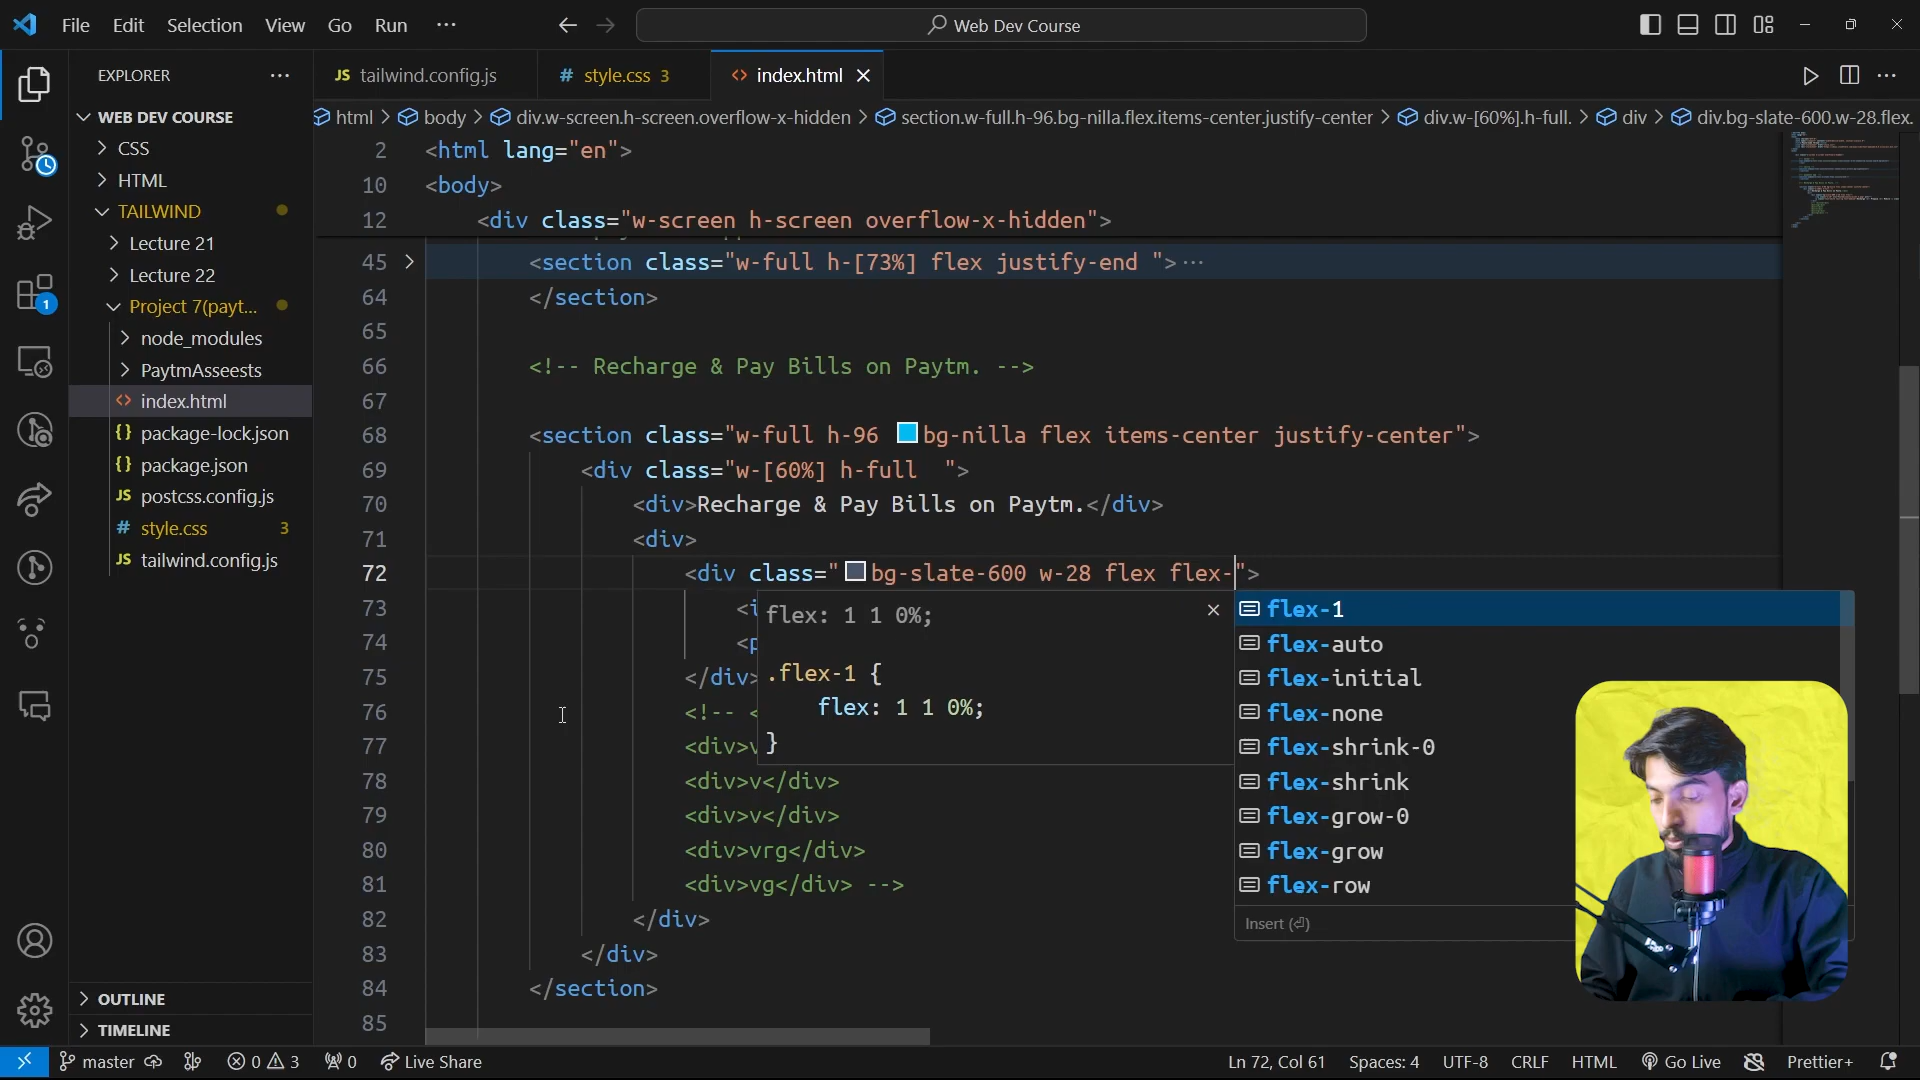 File Edit Selection View Go Run ··· Web Dev Course
EXPLORER
tailwind.config.js
style.css 3
index.html
WEB DEV COURSE
html > body > div.w-screen.h-screen.overflow-x-hidden > section.w-full.h-96.bg-nilla.flex.items-center.justify-center > div.w-[60%].h-full. > div > div.bg-slate-600.w-28.flex.
CSS
HTML
TAILWIND
Lecture 21
Lecture 22
Project 7(payt...
node_modules
PaytmAsseests
index.html
package-lock.json
package.json
postcss.config.js
style.css 3
tailwind.config.js
OUTLINE
TIMELINE
2 <html lang="en">
10 <body>
12 <div class="w-screen h-screen overflow-x-hidden">
45 <section class="w-full h-[73%] flex justify-end ">···
64 </section>
65
66 <!-- Recharge & Pay Bills on Paytm. -->
67
68 <section class="w-full h-96 bg-nilla flex items-center justify-center">
69 <div class="w-[60%] h-full  ">
70 <div>Recharge & Pay Bills on Paytm.</div>
71 <div>
72 <div class=" bg-slate-600 w-28 flex flex-">
73 <i
74 <p
75 </div>
76 <!-- <
77 <div>v
78 <div>v</div>
79 <div>v</div>
80 <div>vrg</div>
81 <div>vg</div> -->
82 </div>
83 </div>
84 </section>
85
flex: 1 1 0%;
.flex-1 {
flex: 1 1 0%;
}
flex-1
flex-auto
flex-initial
flex-none
flex-shrink-0
flex-shrink
flex-grow-0
flex-grow
flex-row
Insert (⏎)
1
master 0 3 0 Live Share Ln 72, Col 61 Spaces: 4 UTF-8 CRLF HTML Go Live Prettier+